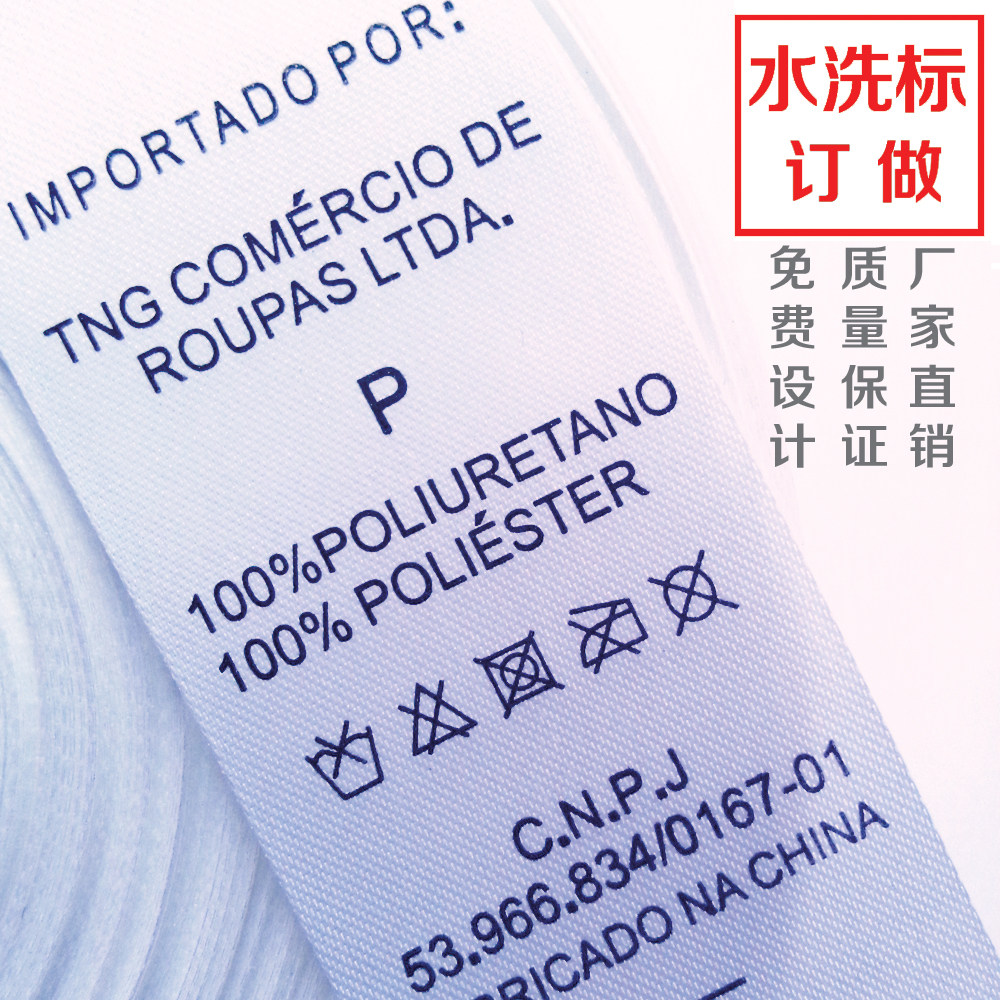 IMPORTADO POR:
TNG COMÉRCIO DE
ROUPAS LTDA.
P
100%POLIURETANO
100% POLIÉSTER
C.N.P.J
53.966.834/0167-01
BRICADO NA CHINA
水洗标
订做
免费设计
质量保证
厂家直销